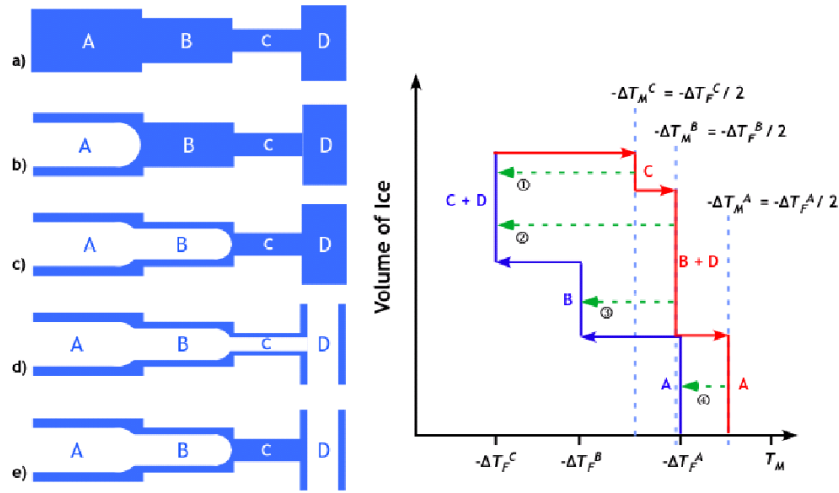 a) A B C D
b) A B C D
c) A B C D
d) A B C D
e) A B C D
Volume of Ice
-ΔT_M^C = -ΔT_F^C / 2
-ΔT_M^B = -ΔT_F^B / 2
-ΔT_M^A = -ΔT_F^A / 2
① C
C + D
②
B + D
B ③
A ④ A
-ΔT_F^C -ΔT_F^B -ΔT_F^A T_M